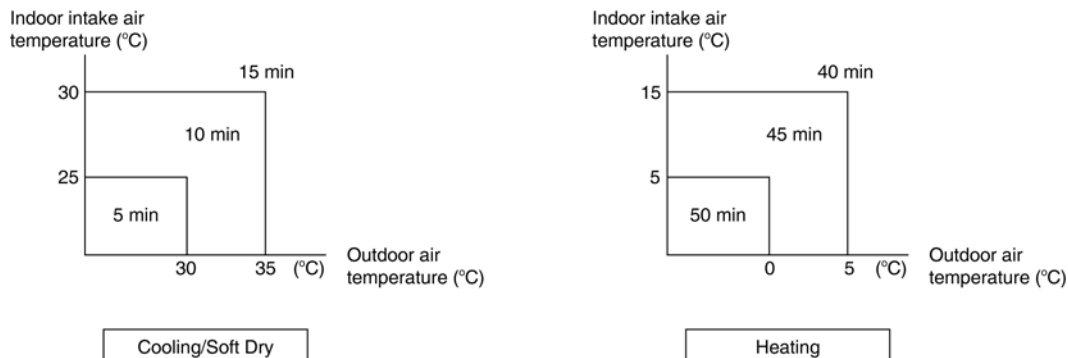 Indoor intake air
temperature (°C)
15 min
30
10 min
25
5 min
30
35
(°C)
Outdoor air
temperature (°C)
Cooling/Soft Dry
Indoor intake air
temperature (°C)
40 min
15
45 min
5
50 min
0
5
(°C)
Outdoor air
temperature (°C)
Heating